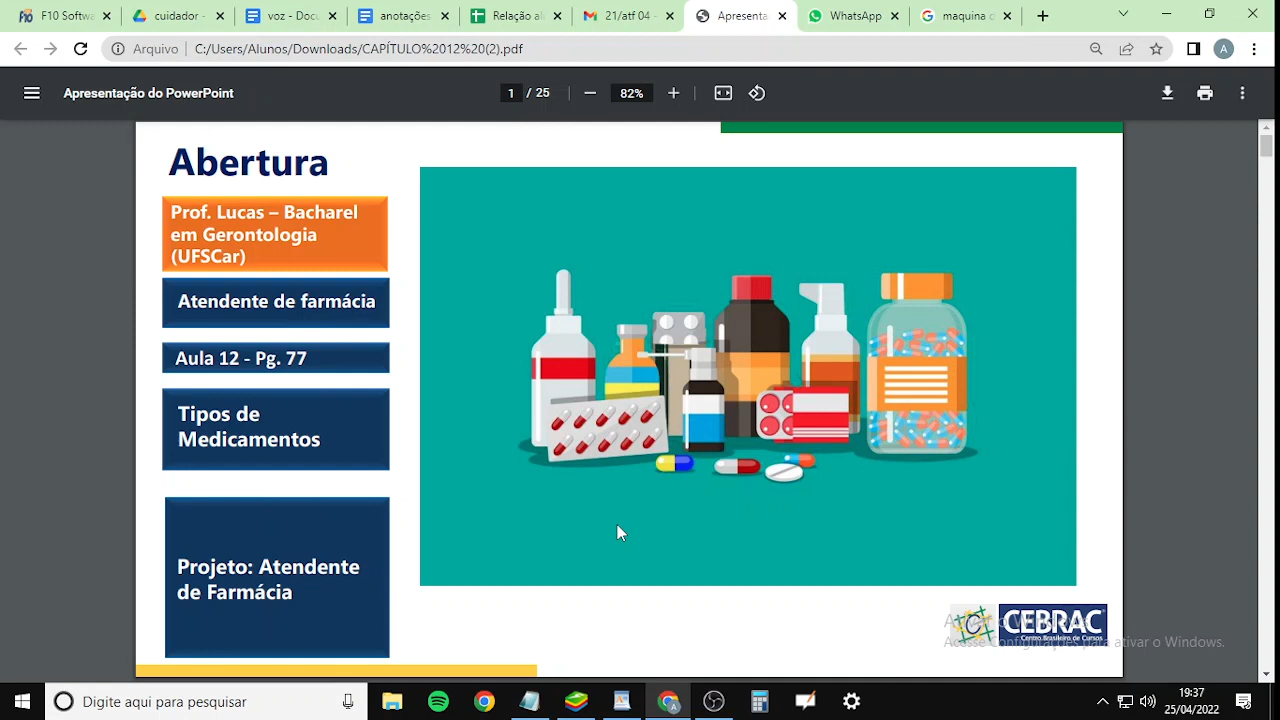 F10 Softwa
cuidador -
voz - Docu
anotações
Relação al
21/atf 04 -
Apresenta
WhatsApp
maquina c
Arquivo
C:/Users/Alunos/Downloads/CAPÍTULO%2012%20(2).pdf
A
Apresentação do PowerPoint
1 / 25
82%
Abertura
Prof. Lucas – Bacharel
em Gerontologia
(UFSCar)
Atendente de farmácia
Aula 12 - Pg. 77
Tipos de
Medicamentos
Projeto: Atendente
de Farmácia
CEBRAC
Centro Brasileiro de Cursos
Acesse Configurações para ativar o Windows.
Digite aqui para pesquisar
19:37
25/04/2022